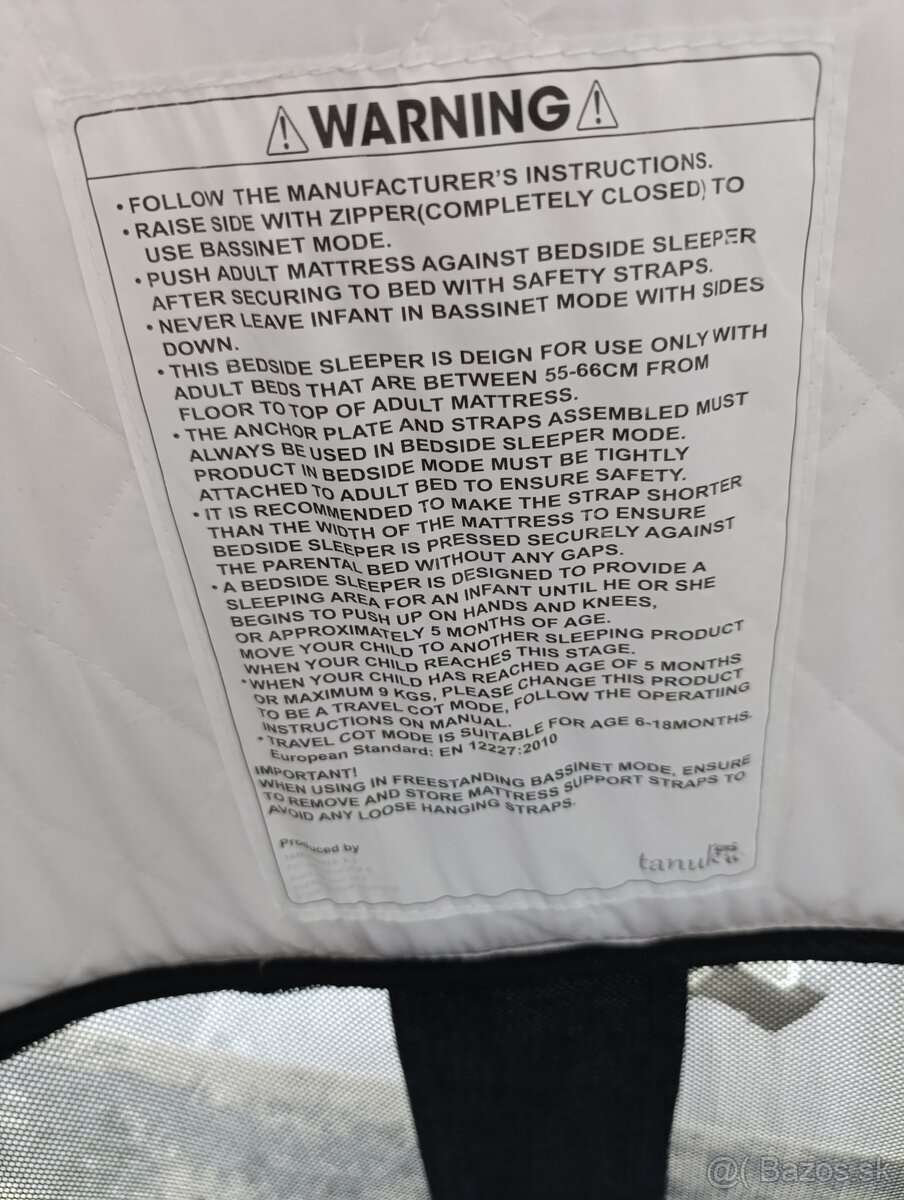 WARNING
• FOLLOW THE MANUFACTURER'S INSTRUCTIONS.
• RAISE SIDE WITH ZIPPER(COMPLETELY CLOSED) TO
USE BASSINET MODE.
• PUSH ADULT MATTRESS AGAINST BEDSIDE SLEEPER
AFTER SECURING TO BED WITH SAFETY STRAPS.
• NEVER LEAVE INFANT IN BASSINET MODE WITH SIDES
DOWN.
• THIS BEDSIDE SLEEPER IS DEIGN FOR USE ONLY WITH
ADULT BEDS THAT ARE BETWEEN 55-66CM FROM
FLOOR TO TOP OF ADULT MATTRESS.
• THE ANCHOR PLATE AND STRAPS ASSEMBLED MUST
ALWAYS BE USED IN BEDSIDE SLEEPER MODE.
PRODUCT IN BEDSIDE MODE MUST BE TIGHTLY
ATTACHED TO ADULT BED TO ENSURE SAFETY.
• IT IS RECOMMENDED TO MAKE THE STRAP SHORTER
THAN THE WIDTH OF THE MATTRESS TO ENSURE
BEDSIDE SLEEPER IS PRESSED SECURELY AGAINST
THE PARENTAL BED WITHOUT ANY GAPS.
• A BEDSIDE SLEEPER IS DESIGNED TO PROVIDE A
SLEEPING AREA FOR AN INFANT UNTIL HE OR SHE
BEGINS TO PUSH UP ON HANDS AND KNEES,
OR APPROXIMATELY 5 MONTHS OF AGE.
MOVE YOUR CHILD TO ANOTHER SLEEPING PRODUCT
WHEN YOUR CHILD REACHES THIS STAGE.
• WHEN YOUR CHILD HAS REACHED AGE OF 5 MONTHS
OR MAXIMUM 9 KGS, PLEASE CHANGE THIS PRODUCT
TO BE A TRAVEL COT MODE, FOLLOW THE OPERATIING
INSTRUCTIONS ON MANUAL.
• TRAVEL COT MODE IS SUITABLE FOR AGE 6-18MONTHS.
European Standard: EN 12227:2010
IMPORTANT!
WHEN USING IN FREESTANDING BASSINET MODE, ENSURE
TO REMOVE AND STORE MATTRESS SUPPORT STRAPS TO
AVOID ANY LOOSE HANGING STRAPS.
Produced by
tanuki
@( Bazos.sk